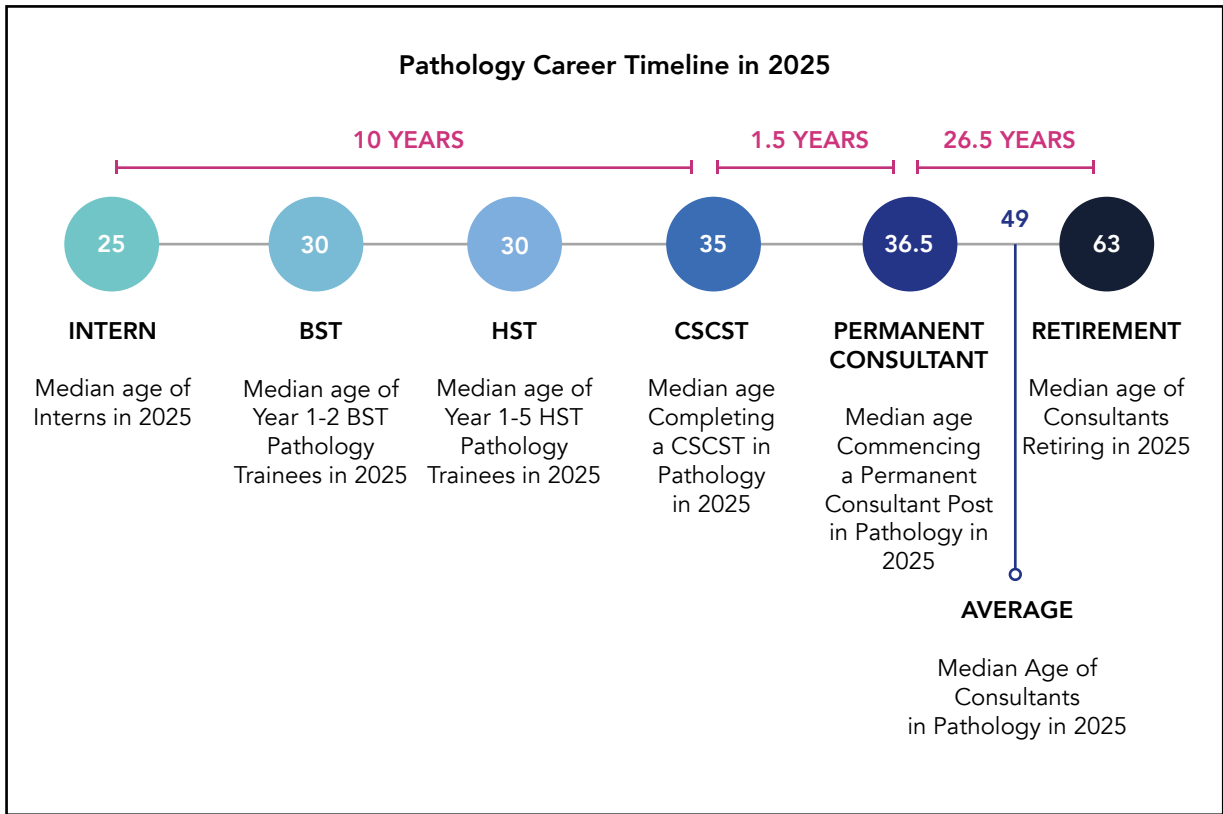 Pathology Career Timeline in 2025
10 YEARS
1.5 YEARS
26.5 YEARS
25
30
30
35
36.5
49
63
INTERN
Median age of
Interns in 2025
BST
Median age of
Year 1-2 BST
Pathology
Trainees in 2025
HST
Median age of
Year 1-5 HST
Pathology
Trainees in 2025
CSCST
Median age
Completing
a CSCST in
Pathology
in 2025
PERMANENT
CONSULTANT
Median age
Commencing
a Permanent
Consultant Post
in Pathology in
2025
RETIREMENT
Median age of
Consultants
Retiring in 2025
AVERAGE
Median Age of
Consultants
in Pathology in 2025